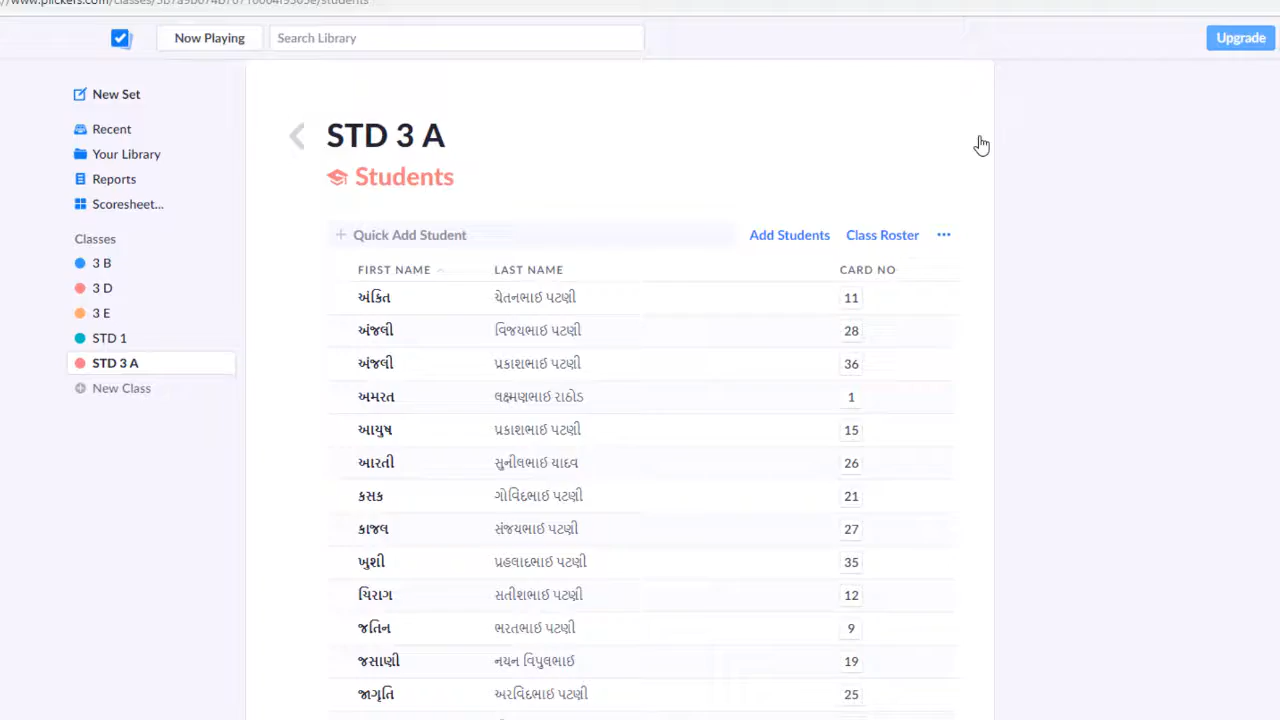 Now Playing
Search Library
Upgrade
New Set
Recent
Your Library
Reports
Scoresheet...
Classes
3 B
3 D
3 E
STD 1
STD 3 A
New Class
STD 3 A
Students
+ Quick Add Student
Add Students
Class Roster
FIRST NAME LAST NAME CARD NO
અંકિત ચેતનભાઈ પટણી 11
અંજલી વિજયભાઈ પટણી 28
અંજલી પ્રકાશભાઈ પટણી 36
અમરત લક્ષ્મણભાઈ રાઠોડ 1
આયુષ પ્રકાશભાઈ પટણી 15
આરતી સુનીલભાઈ યાદવ 26
કસક ગોવિંદભાઈ પટણી 21
કાજલ સંજયભાઈ પટણી 27
ખુશી પ્રહલાદભાઈ પટણી 35
ચિરાગ સતીશભાઈ પટણી 12
જતિન ભરતભાઈ પટણી 9
જસાણી નયન વિપુલભાઈ 19
જાગૃતિ અરવિંદભાઈ પટણી 25